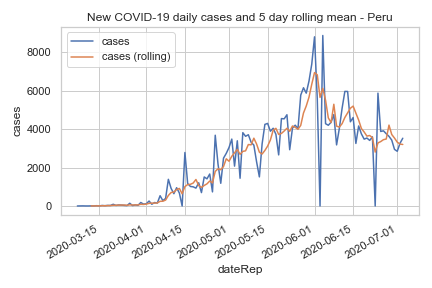 New COVID-19 daily cases and 5 day rolling mean - Peru
cases
cases (rolling)
8000
6000
4000
2000
0
cases
2020-03-15
2020-04-01
2020-04-15
2020-05-01
2020-05-15
2020-06-01
2020-06-15
2020-07-01
dateRep